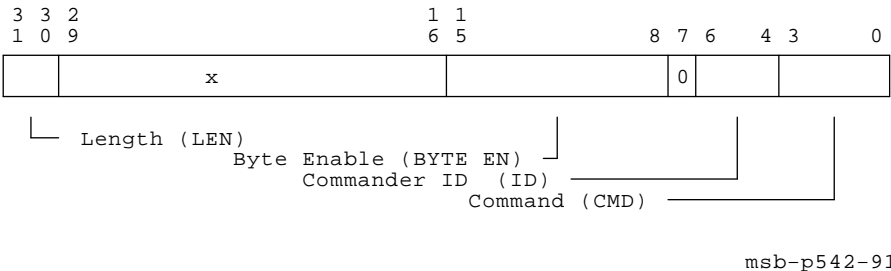 3 3 2 1 1
1 0 9 6 5 8 7 6 4 3 0
x 0
Length (LEN)
Byte Enable (BYTE EN)
Commander ID (ID)
Command (CMD)
msb-p542-91